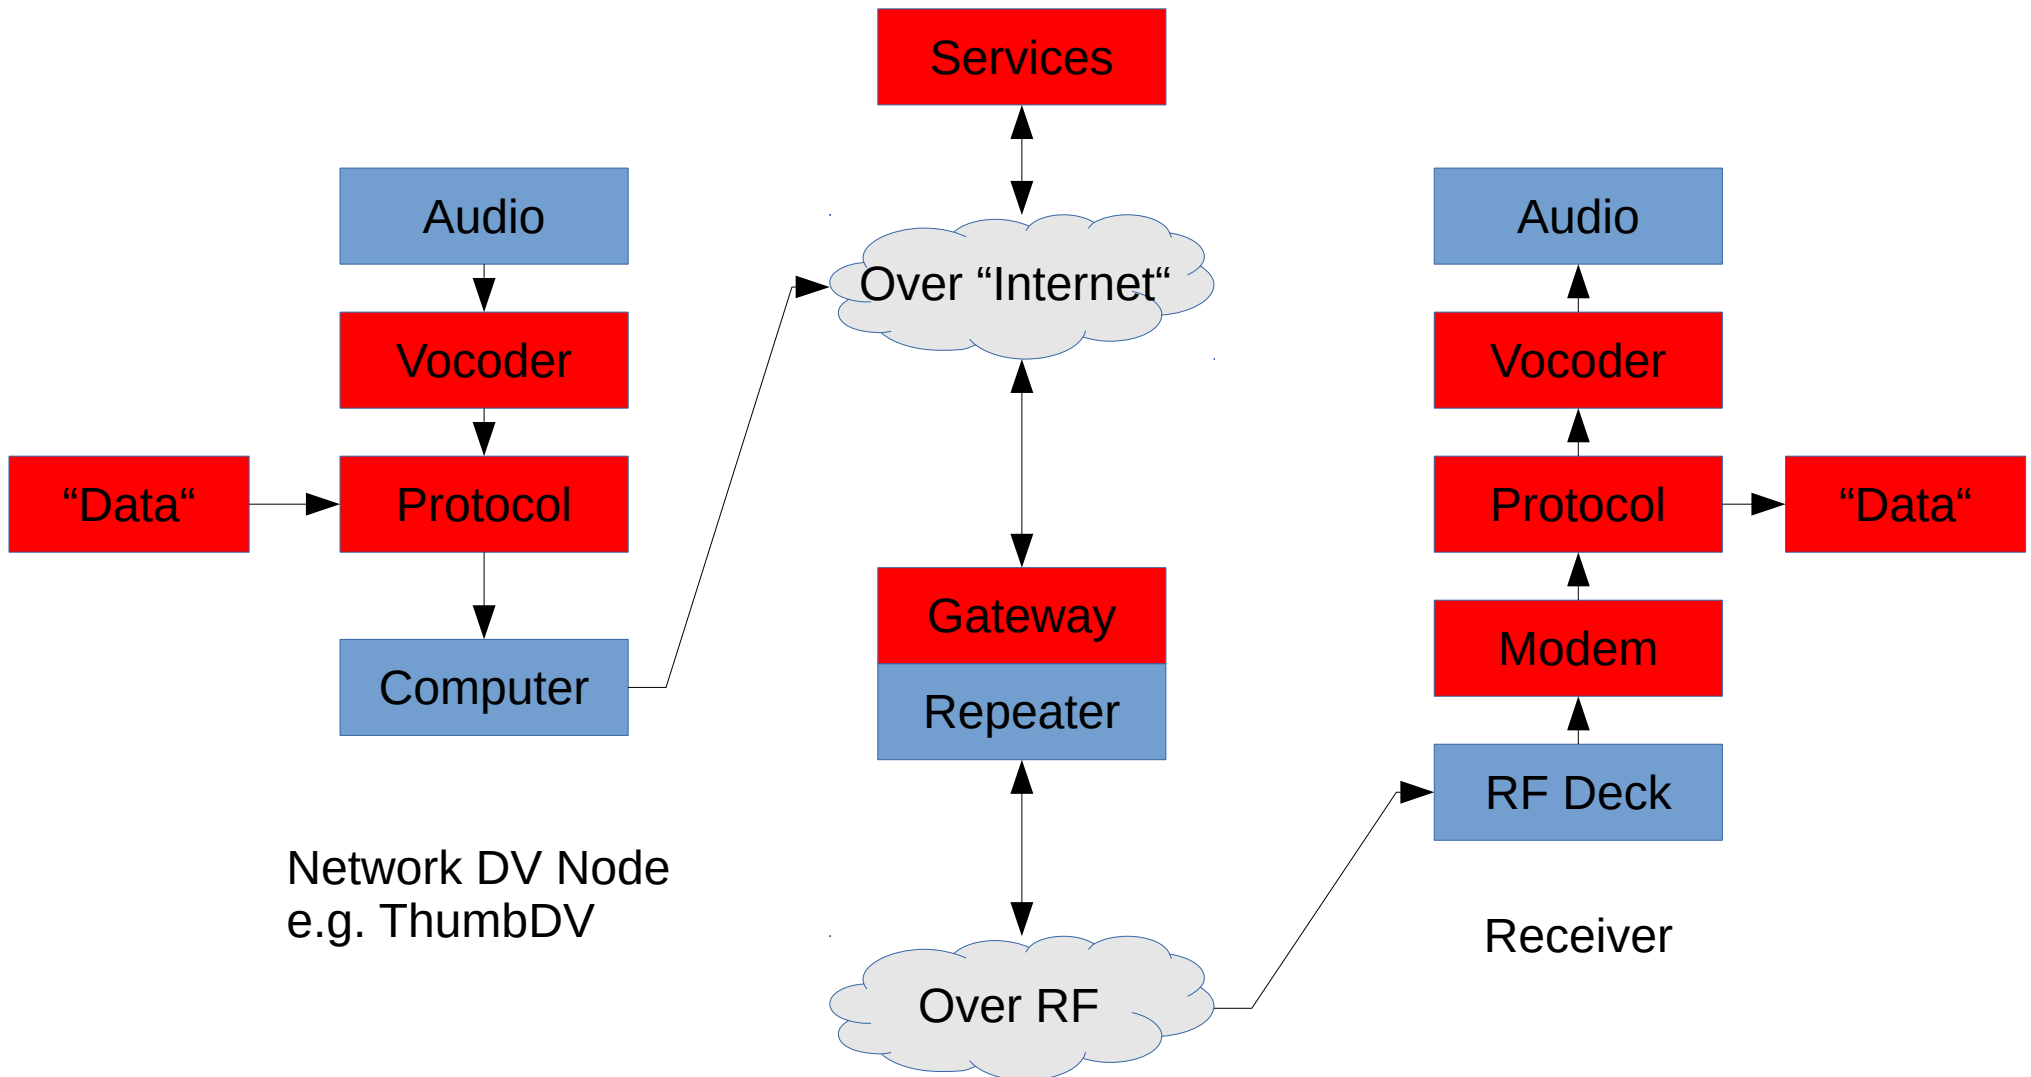 Services
Audio
Vocoder
“Data“
Protocol
Computer
Network DV Node
e.g. ThumbDV
Over “Internet“
Gateway
Repeater
Over RF
Audio
Vocoder
Protocol
“Data“
Modem
RF Deck
Receiver